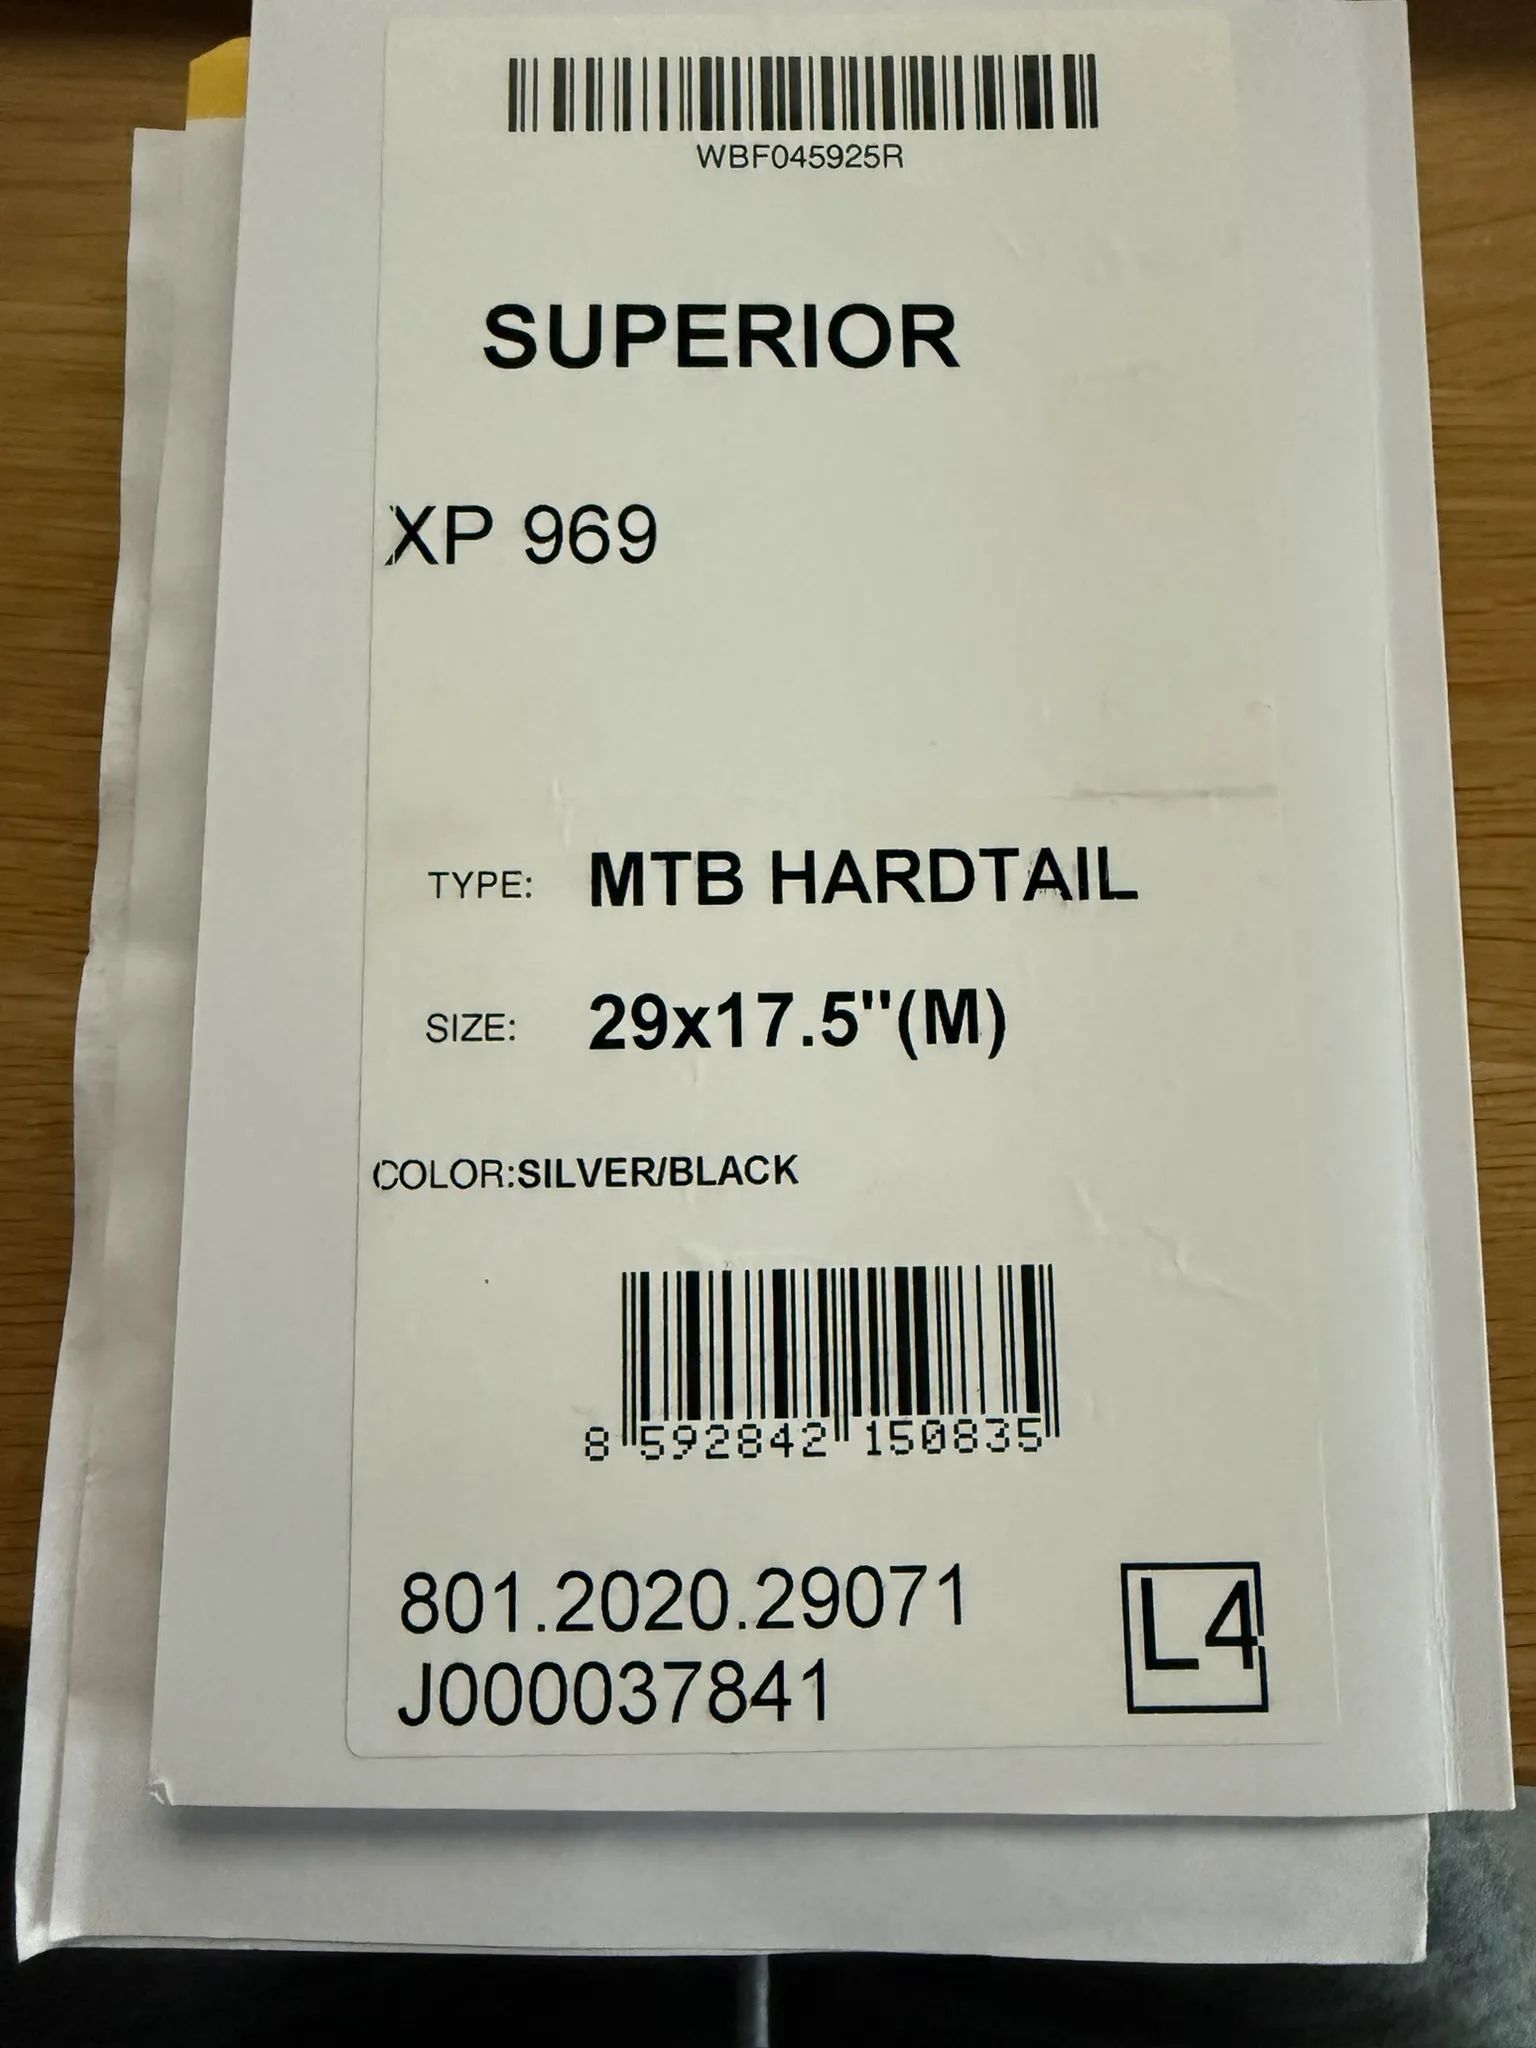 WBF045925R
SUPERIOR
XP 969
TYPE: MTB HARDTAIL
SIZE: 29x17.5"(M)
COLOR:SILVER/BLACK
8 592842 150835
801.2020.29071
J000037841
L4